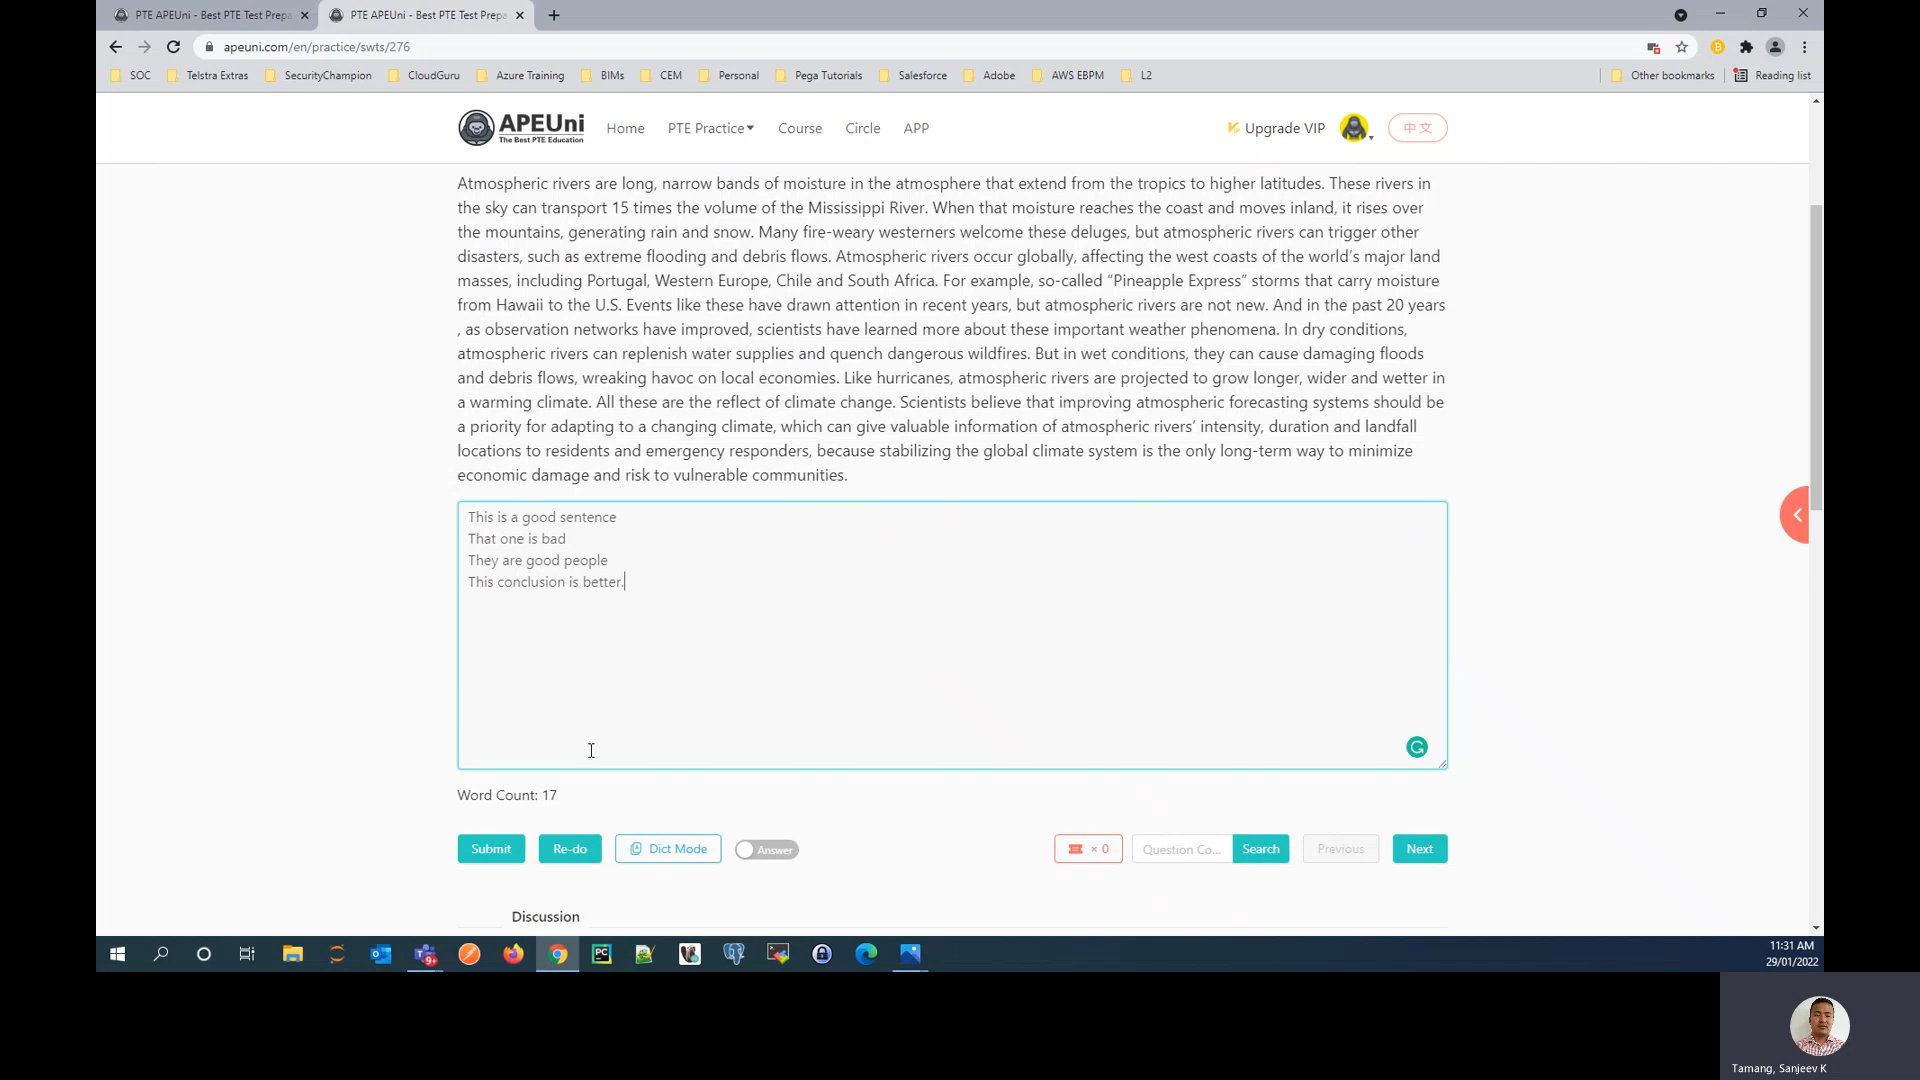 PTE APEUni - Best PTE Test Prepa
PTE APEUni - Best PTE Test Prepa
apeuni.com/en/practice/swts/276
SOC
Telstra Extras
SecurityChampion
CloudGuru
Azure Training
BIMs
CEM
Personal
Pega Tutorials
Salesforce
Adobe
AWS EBPM
L2
Other bookmarks
Reading list
APEUni
The Best PTE Education
Home
PTE Practice
Course
Circle
APP
Upgrade VIP
中文
Atmospheric rivers are long, narrow bands of moisture in the atmosphere that extend from the tropics to higher latitudes. These rivers in
the sky can transport 15 times the volume of the Mississippi River. When that moisture reaches the coast and moves inland, it rises over
the mountains, generating rain and snow. Many fire-weary westerners welcome these deluges, but atmospheric rivers can trigger other
disasters, such as extreme flooding and debris flows. Atmospheric rivers occur globally, affecting the west coasts of the world's major land
masses, including Portugal, Western Europe, Chile and South Africa. For example, so-called “Pineapple Express” storms that carry moisture
from Hawaii to the U.S. Events like these have drawn attention in recent years, but atmospheric rivers are not new. And in the past 20 years
, as observation networks have improved, scientists have learned more about these important weather phenomena. In dry conditions,
atmospheric rivers can replenish water supplies and quench dangerous wildfires. But in wet conditions, they can cause damaging floods
and debris flows, wreaking havoc on local economies. Like hurricanes, atmospheric rivers are projected to grow longer, wider and wetter in
a warming climate. All these are the reflect of climate change. Scientists believe that improving atmospheric forecasting systems should be
a priority for adapting to a changing climate, which can give valuable information of atmospheric rivers' intensity, duration and landfall
locations to residents and emergency responders, because stabilizing the global climate system is the only long-term way to minimize
economic damage and risk to vulnerable communities.
This is a good sentence
That one is bad
They are good people
This conclusion is better.
Word Count: 17
Submit
Re-do
Dict Mode
Answer
× 0
Question Co...
Search
Previous
Next
Discussion
11:31 AM
29/01/2022
Tamang, Sanjeev K